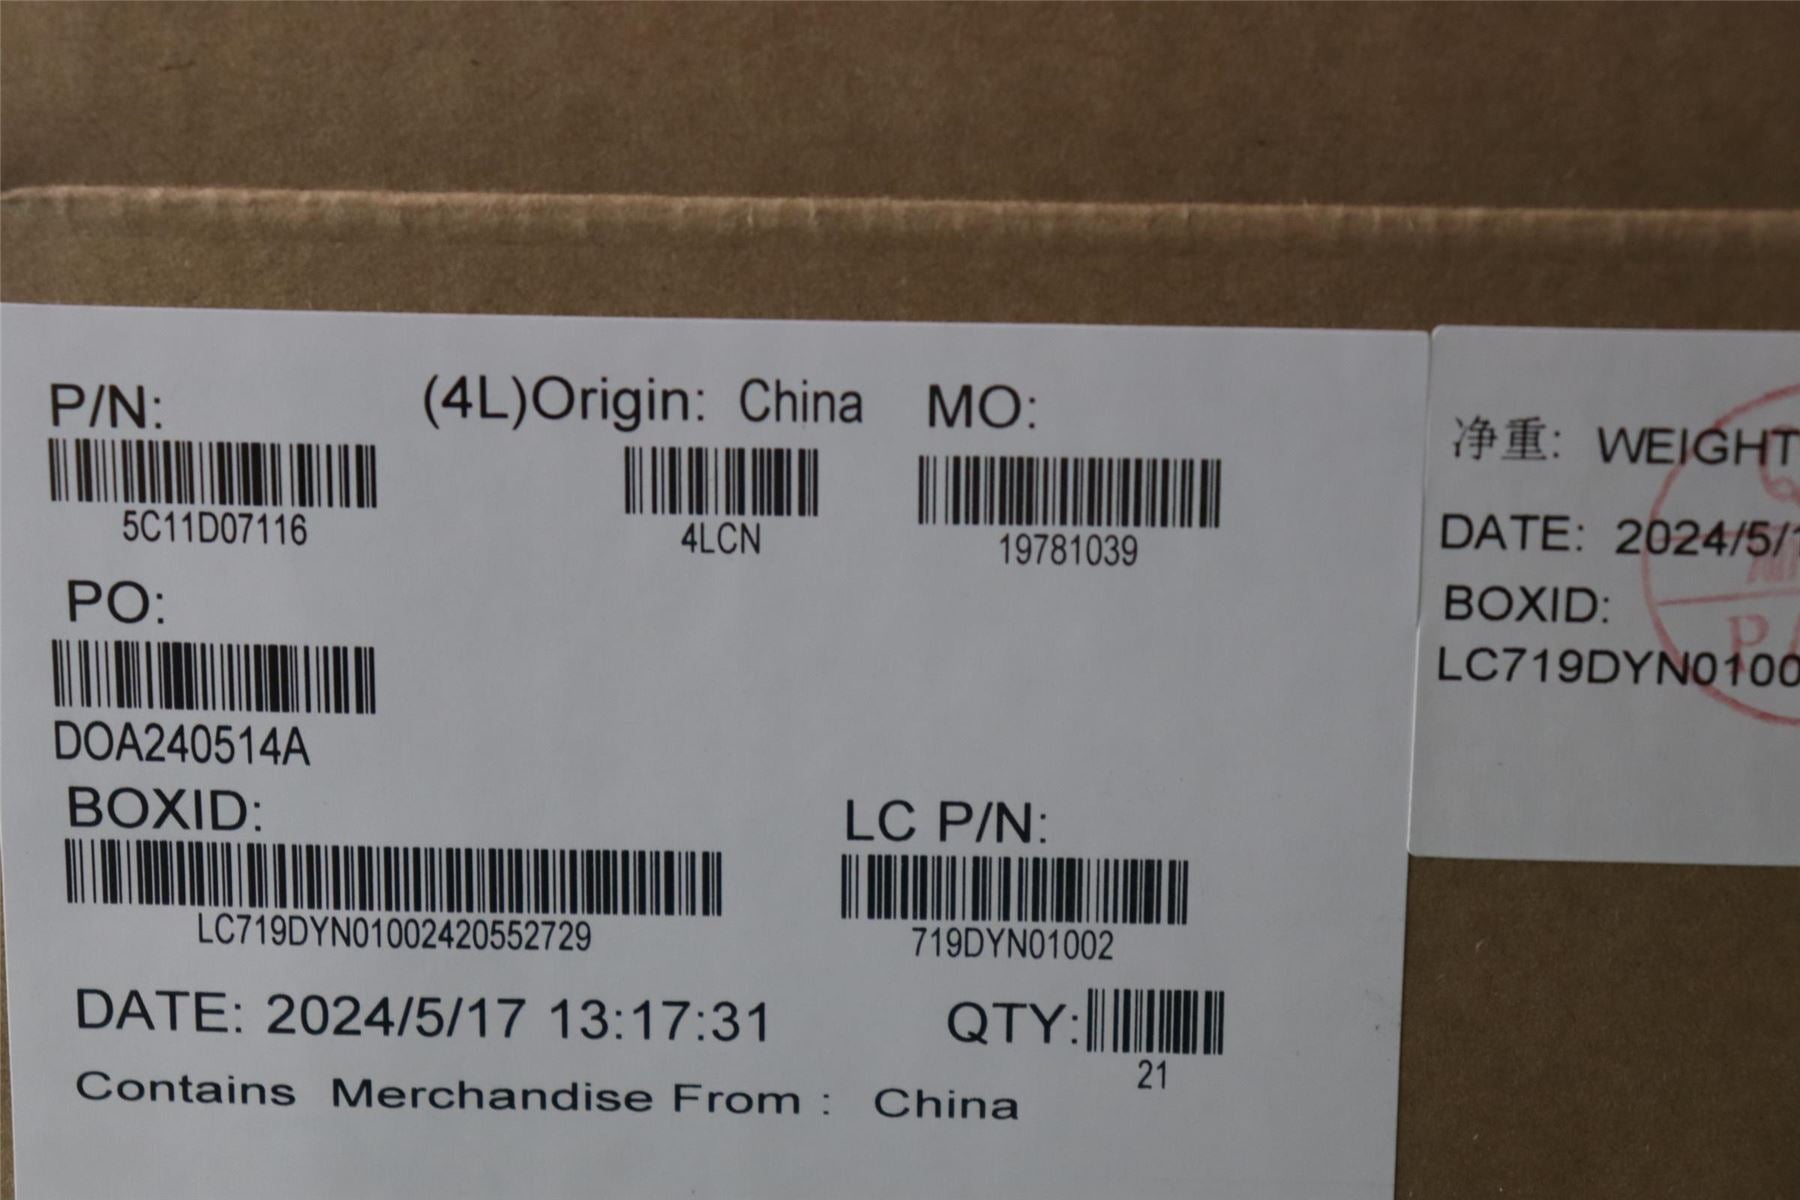 P/N: (4L)Origin: China MO:
5C11D07116 4LCN 19781039
PO:
DOA240514A
BOXID: LC P/N:
LC719DYN01002420552729 719DYN01002
DATE: 2024/5/17 13:17:31 QTY:
21
Contains Merchandise From : China
净重: WEIGHT
DATE: 2024/5/1
BOXID:
LC719DYN0100
P